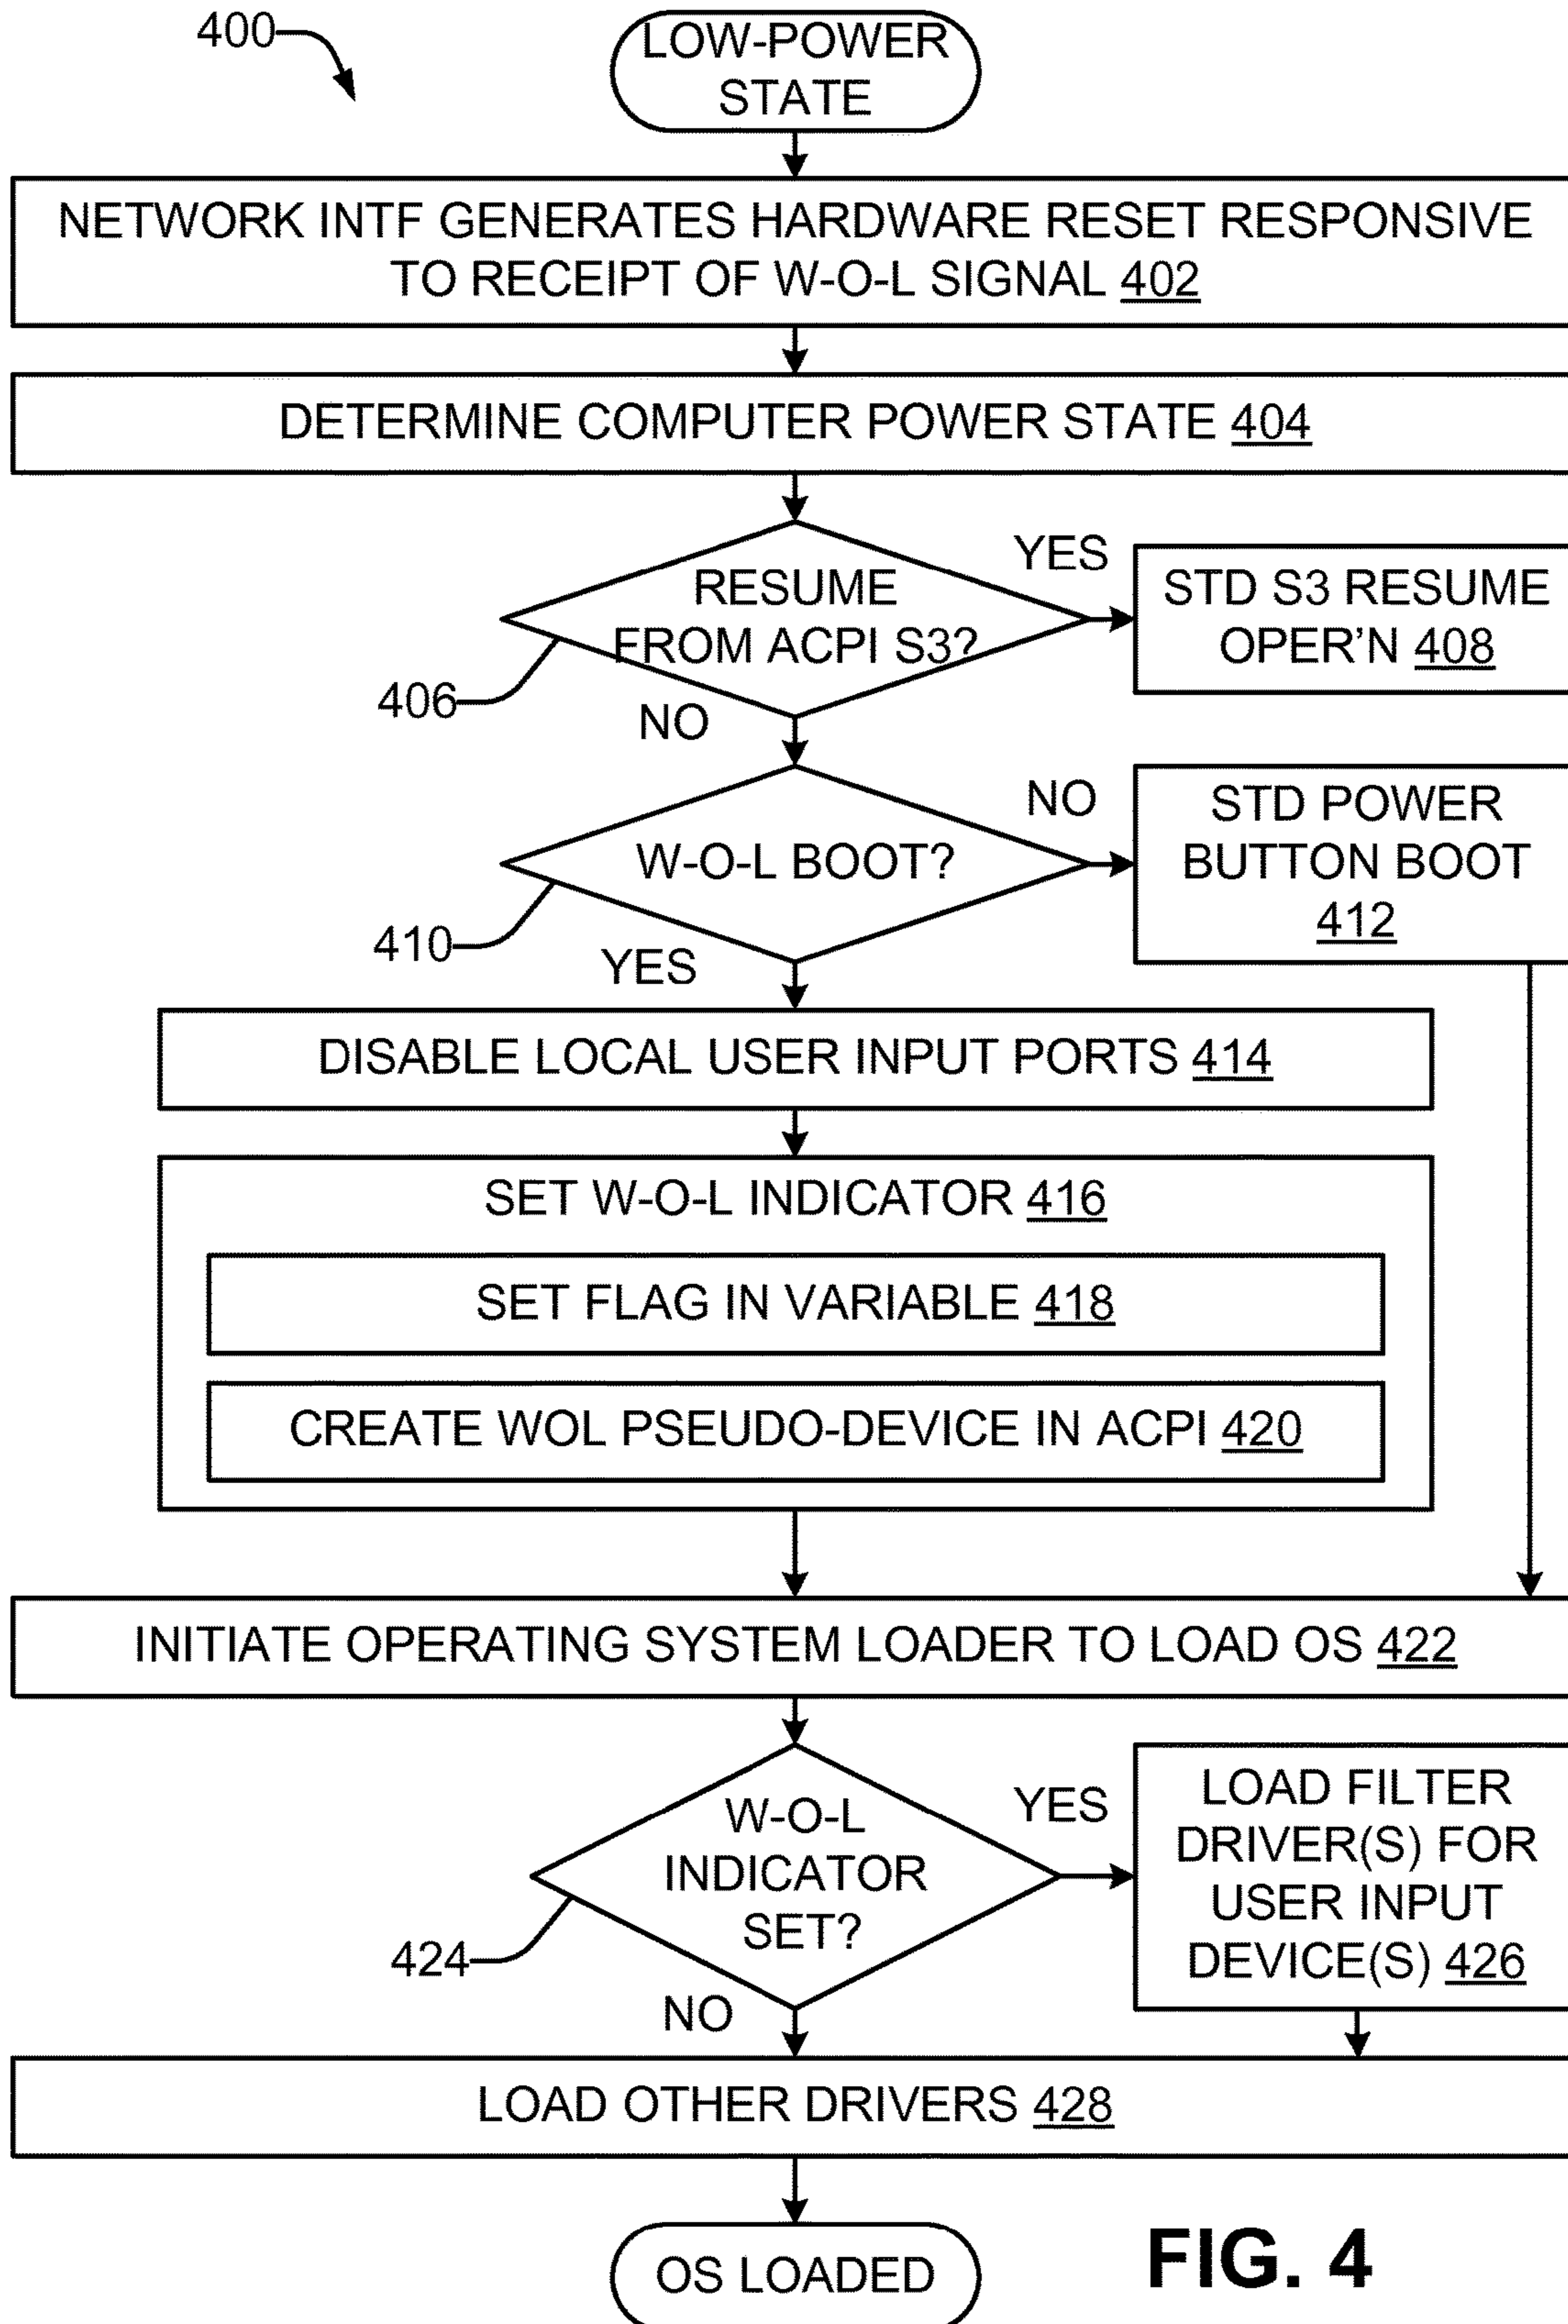 400
LOW-POWER
STATE
NETWORK INTF GENERATES HARDWARE RESET RESPONSIVE
TO RECEIPT OF W-O-L SIGNAL 402
DETERMINE COMPUTER POWER STATE 404
RESUME
FROM ACPI S3?
406
YES
STD S3 RESUME
OPER'N 408
NO
W-O-L BOOT?
410
NO
STD POWER
BUTTON BOOT
412
YES
DISABLE LOCAL USER INPUT PORTS 414
SET W-O-L INDICATOR 416
SET FLAG IN VARIABLE 418
CREATE WOL PSEUDO-DEVICE IN ACPI 420
INITIATE OPERATING SYSTEM LOADER TO LOAD OS 422
W-O-L
INDICATOR
SET?
424
YES
LOAD FILTER
DRIVER(S) FOR
USER INPUT
DEVICE(S) 426
NO
LOAD OTHER DRIVERS 428
OS LOADED
FIG. 4